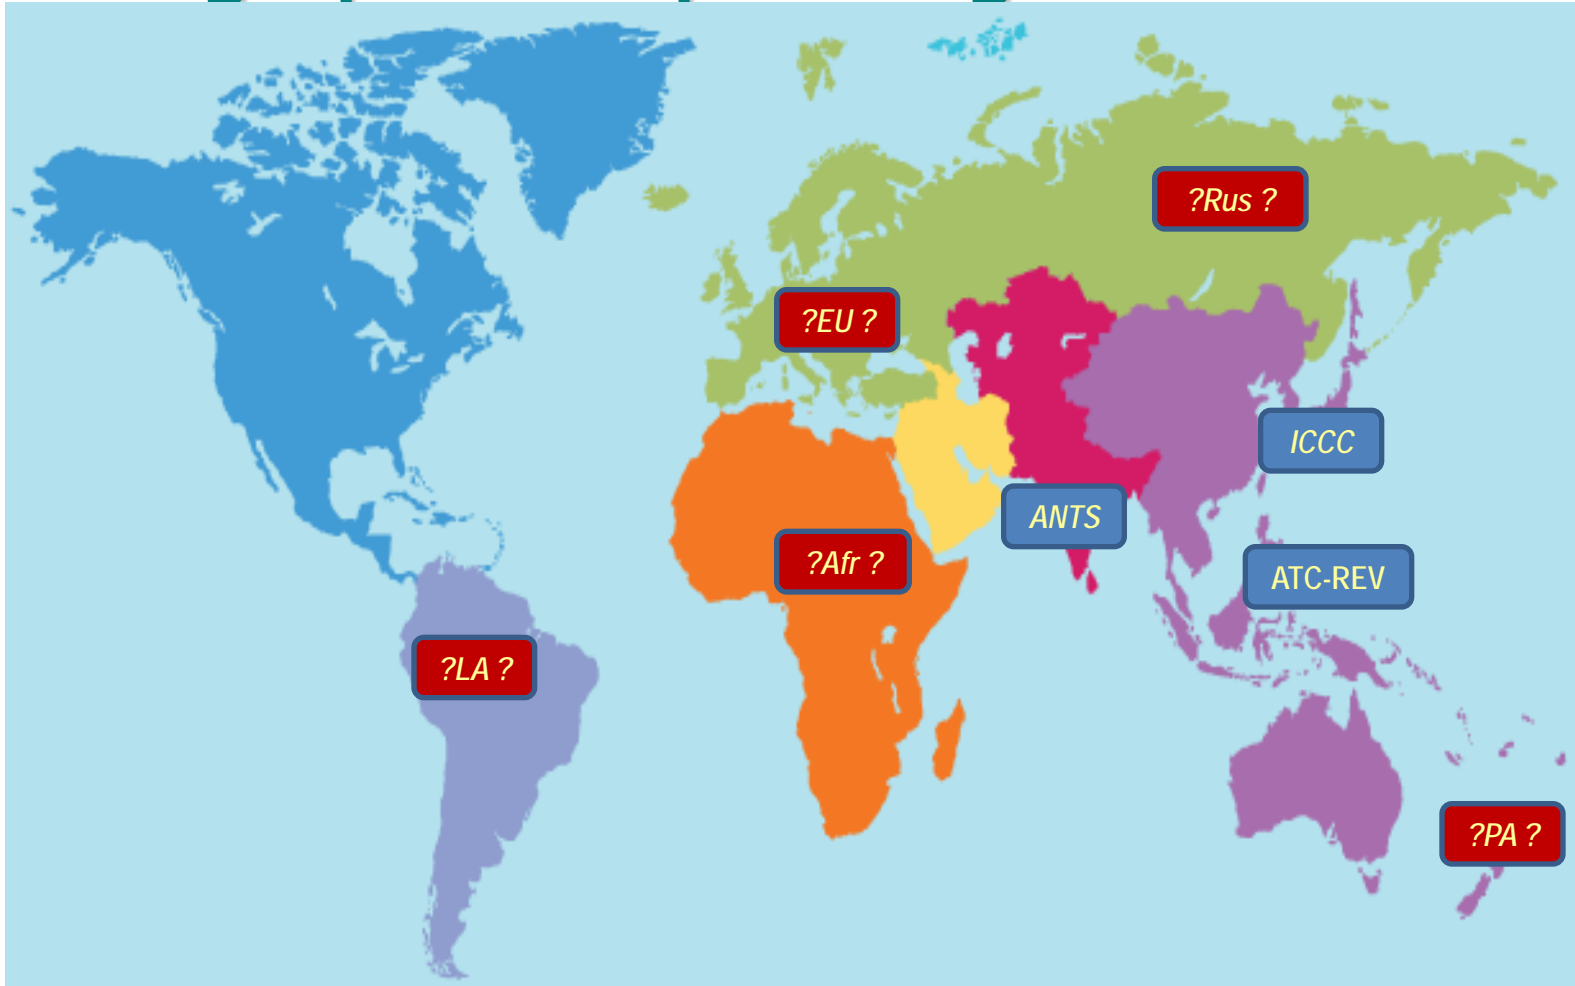 ?Rus ?
?EU ?
ICCC
ANTS
?Afr ?
ATC-REV
?LA ?
?PA ?